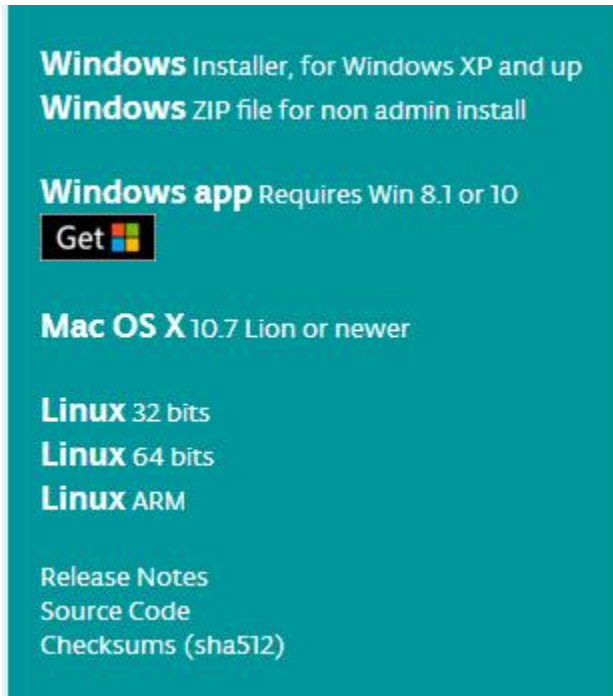 Windows Installer, for Windows XP and up
Windows ZIP file for non admin install
Windows app Requires Win 8.1 or 10
Get
Mac OS X 10.7 Lion or newer
Linux 32 bits
Linux 64 bits
Linux ARM
Release Notes
Source Code
Checksums (sha512)